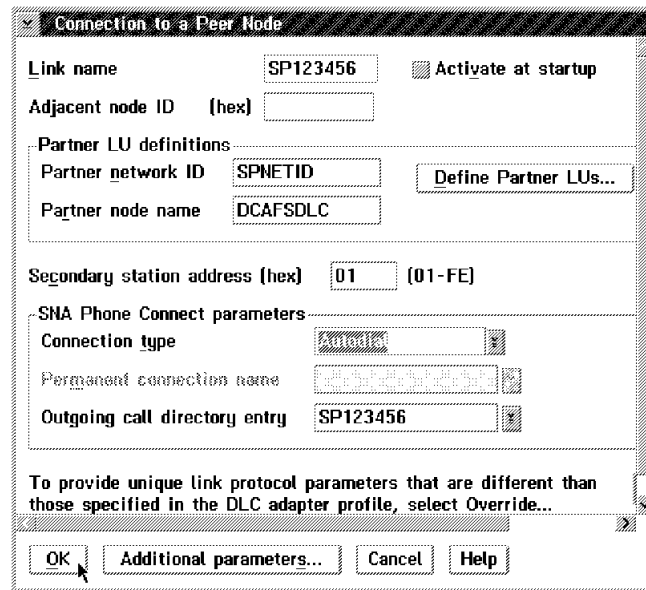 Connection to a Peer Node
Link name SP123456 Activate at startup
Adjacent node ID (hex)
Partner LU definitions
Partner network ID SPNETID Define Partner LUs...
Partner node name DCAFSDLC
Secondary station address (hex) 01 (01-FE)
SNA Phone Connect parameters
Connection type Autodial
Permanent connection name
Outgoing call directory entry SP123456
To provide unique link protocol parameters that are different than
those specified in the DLC adapter profile, select Override...
OK Additional parameters... Cancel Help